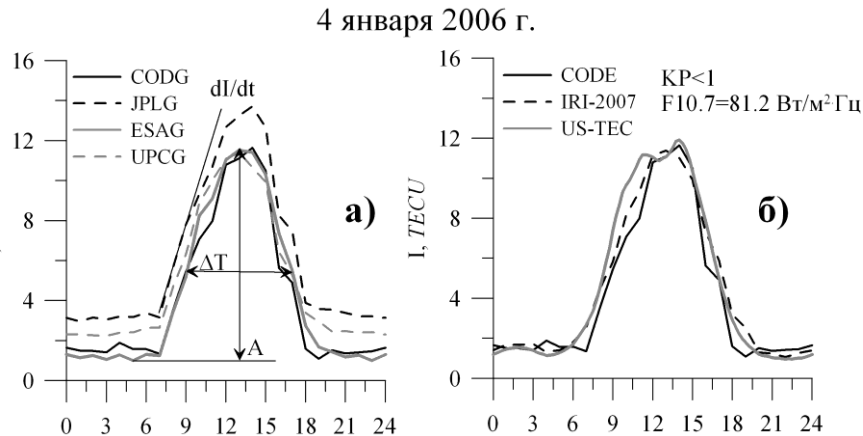 4 января 2006 г.
16
12
8
4
0
CODG
JPLG
ESAG
UPCG
dI/dt
а)
ΔT
A
0 3 6 9 12 15 18 21 24
I, TECU
16
12
8
4
0
CODE KP<1
IRI-2007 F10.7=81.2 Вт/м² Гц
US-TEC
б)
0 3 6 9 12 15 18 21 24